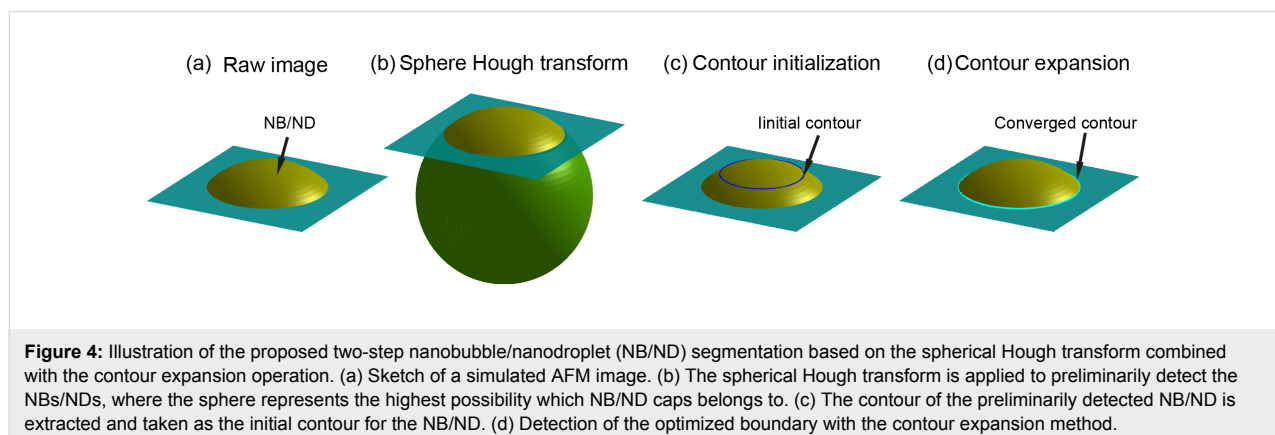 (a) Raw image
(b) Sphere Hough transform
(c) Contour initialization
(d) Contour expansion
NB/ND
Iinitial contour
Converged contour
Figure 4: Illustration of the proposed two-step nanobubble/nanodroplet (NB/ND) segmentation based on the spherical Hough transform combined
with the contour expansion operation. (a) Sketch of a simulated AFM image. (b) The spherical Hough transform is applied to preliminarily detect the
NBs/NDs, where the sphere represents the highest possibility which NB/ND caps belongs to. (c) The contour of the preliminarily detected NB/ND is
extracted and taken as the initial contour for the NB/ND. (d) Detection of the optimized boundary with the contour expansion method.